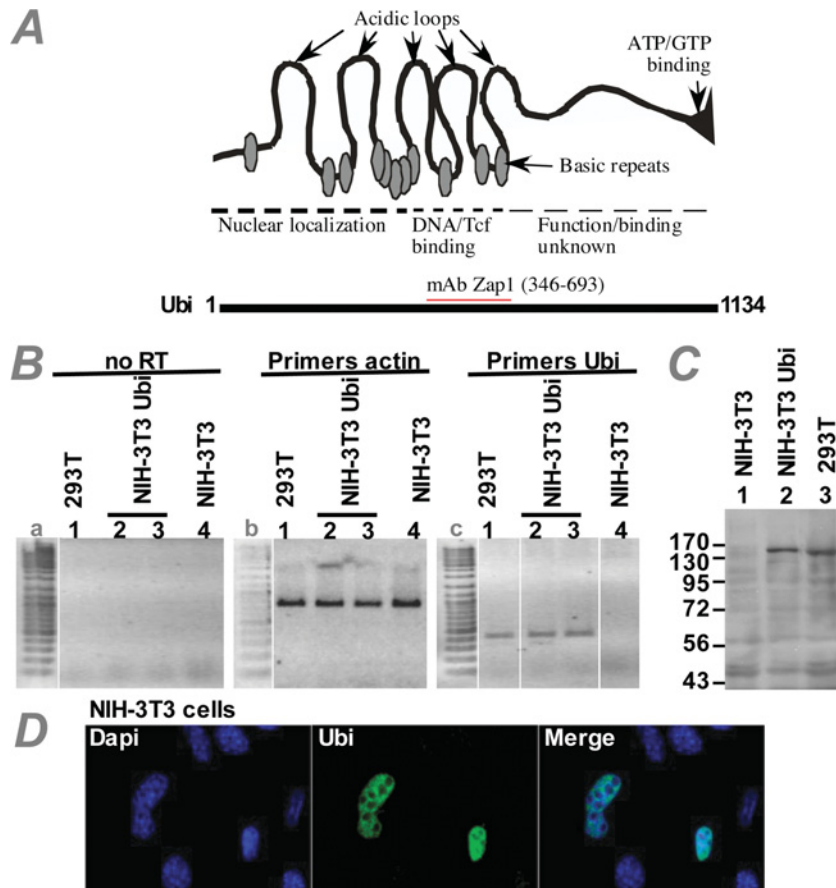 A
Acidic loops
ATP/GTP
binding
Basic repeats
Nuclear localization
DNA/Tcf
binding
Function/binding
unknown
mAb Zap1 (346-693)
Ubi 1
1134
B
no RT
Primers actin
Primers Ubi
293T
NIH-3T3 Ubi
NIH-3T3
293T
NIH-3T3 Ubi
NIH-3T3
293T
NIH-3T3 Ubi
NIH-3T3
a 1 2 3 4
b 1 2 3 4
c 1 2 3 4
C
NIH-3T3
NIH-3T3 Ubi
293T
1 2 3
170
130
95
72
56
43
D
NIH-3T3 cells
Dapi
Ubi
Merge